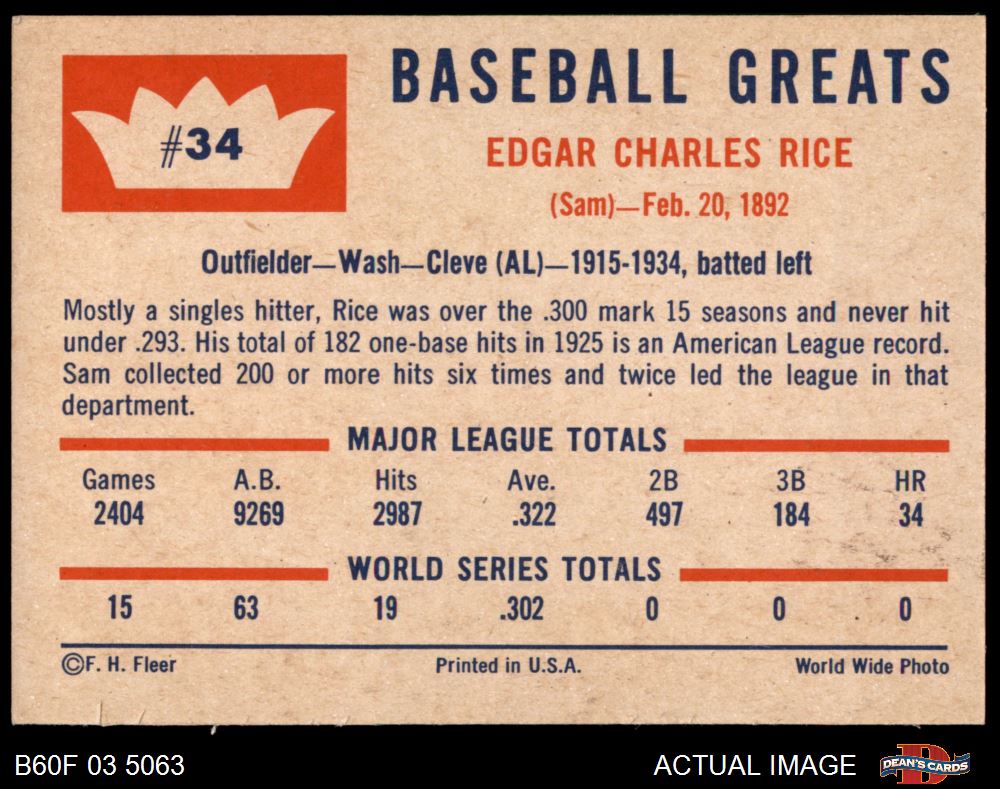 #34
BASEBALL GREATS
EDGAR CHARLES RICE
(Sam)—Feb. 20, 1892
Outfielder—Wash—Cleve (AL)—1915-1934, batted left
Mostly a singles hitter, Rice was over the .300 mark 15 seasons and never hit
under .293. His total of 182 one-base hits in 1925 is an American League record.
Sam collected 200 or more hits six times and twice led the league in that
department.
MAJOR LEAGUE TOTALS
Games A.B. Hits Ave. 2B 3B HR
2404 9269 2987 .322 497 184 34
WORLD SERIES TOTALS
15 63 19 .302 0 0 0
©F. H. Fleer Printed in U.S.A. World Wide Photo
B60F 03 5063 ACTUAL IMAGE D DEAN'S CARDS